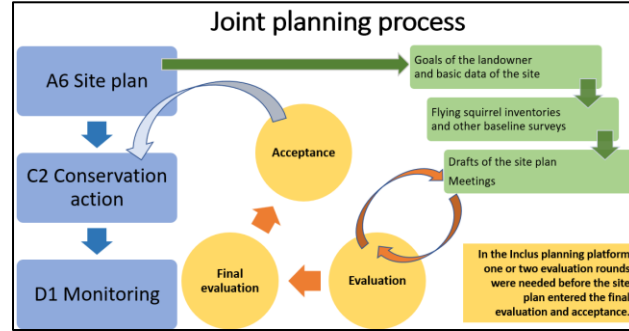 Joint planning process
A6 Site plan
C2 Conservation
action
D1 Monitoring
Goals of the landowner
and basic data of the site
Flying squirrel inventories
and other baseline surveys
Drafts of the site plan
Meetings
Acceptance
Final
evaluation
Evaluation
In the Inclus planning platform
one or two evaluation rounds
were needed before the site
plan entered the final
evaluation and acceptance.